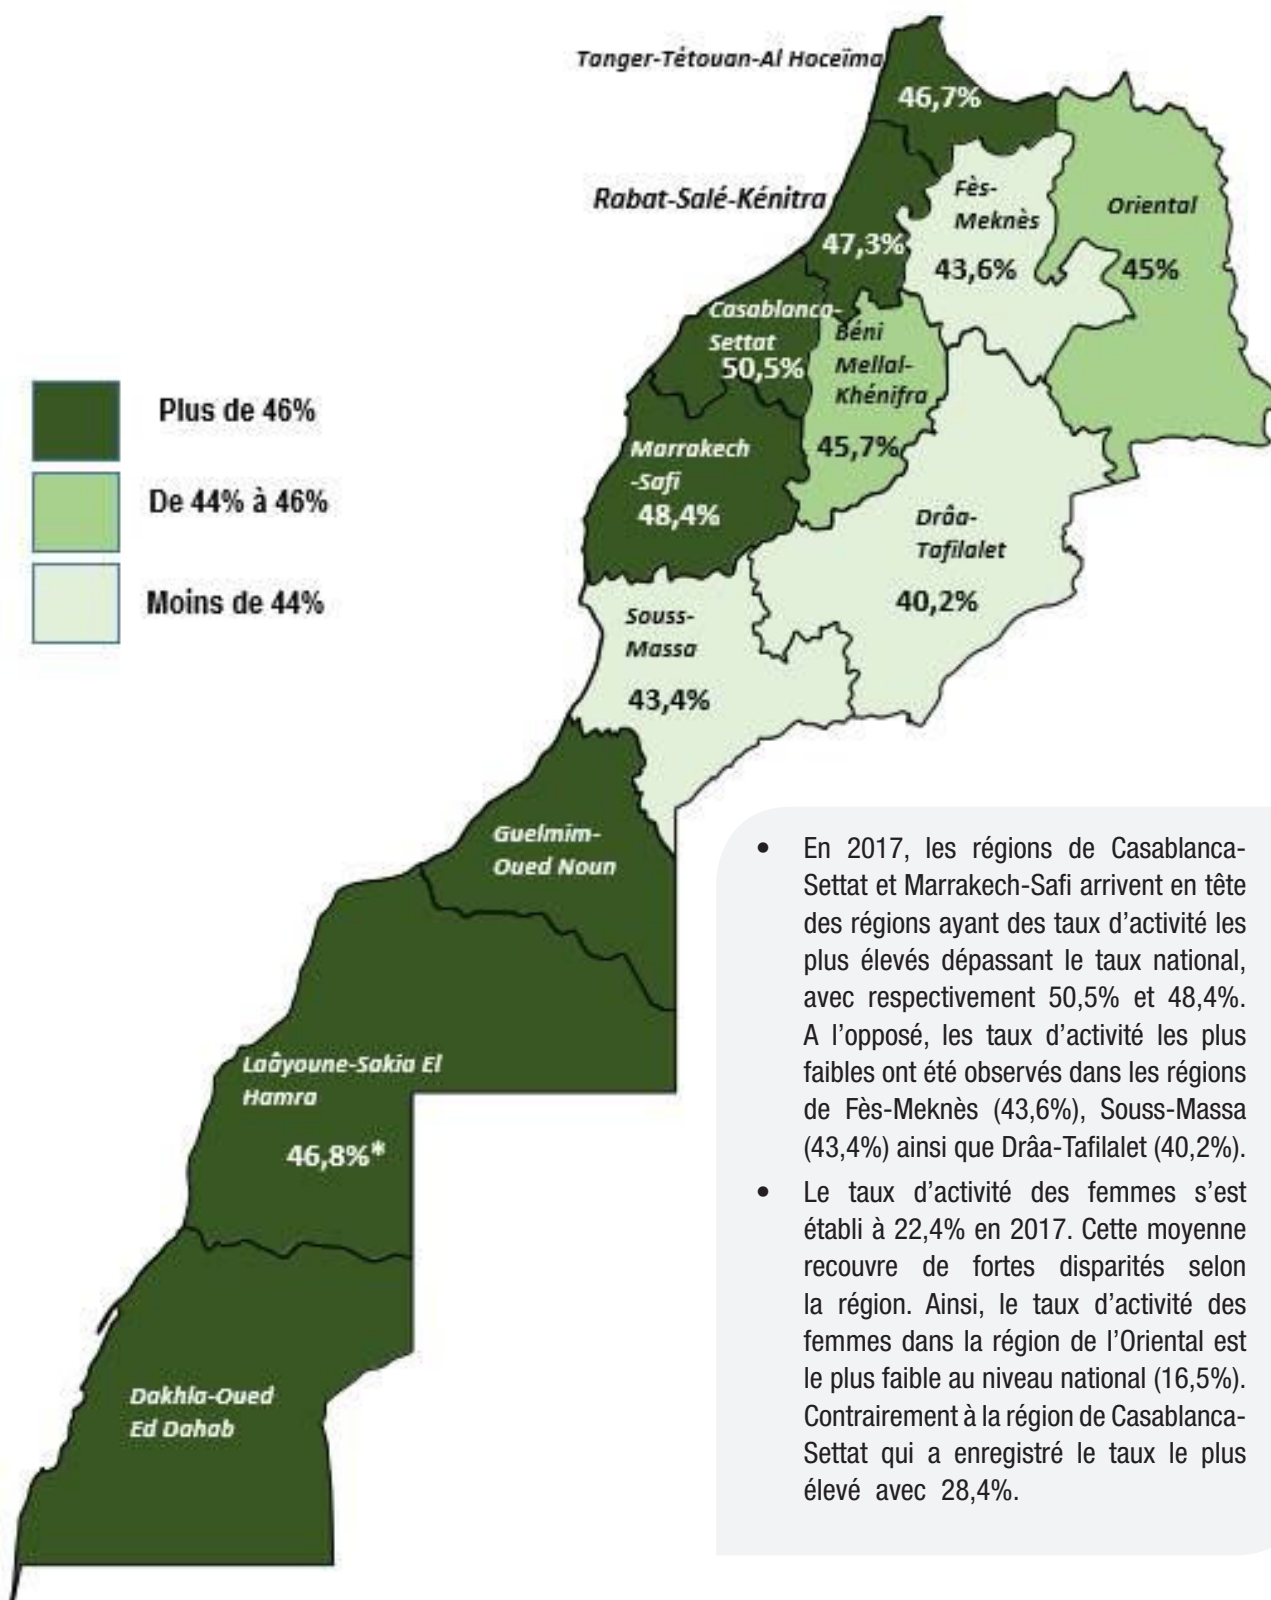 Tanger-Tétouan-Al Hoceïma
46,7%
Rabat-Salé-Kénitra
47,3%
Fès-
Meknès
43,6%
Oriental
45%
Casablanca-
Settat
50,5%
Béni
Mellal-
Khénifra
45,7%
Plus de 46%
De 44% à 46%
Moins de 44%
Marrakech
-Safi
48,4%
Drâa-
Tafilalet
40,2%
Souss-
Massa
43,4%
Guelmim-
Oued Noun
Laâyoune-Sakia El
Hamra
46,8%*
Dakhla-Oued
Ed Dahab
• En 2017, les régions de Casablanca-
Settat et Marrakech-Safi arrivent en tête
des régions ayant des taux d’activité les
plus élevés dépassant le taux national,
avec respectivement 50,5% et 48,4%.
A l’opposé, les taux d’activité les plus
faibles ont été observés dans les régions
de Fès-Meknès (43,6%), Souss-Massa
(43,4%) ainsi que Drâa-Tafilalet (40,2%).
• Le taux d’activité des femmes s’est
établi à 22,4% en 2017. Cette moyenne
recouvre de fortes disparités selon
la région. Ainsi, le taux d’activité des
femmes dans la région de l’Oriental est
le plus faible au niveau national (16,5%).
Contrairement à la région de Casablanca-
Settat qui a enregistré le taux le plus
élevé avec 28,4%.